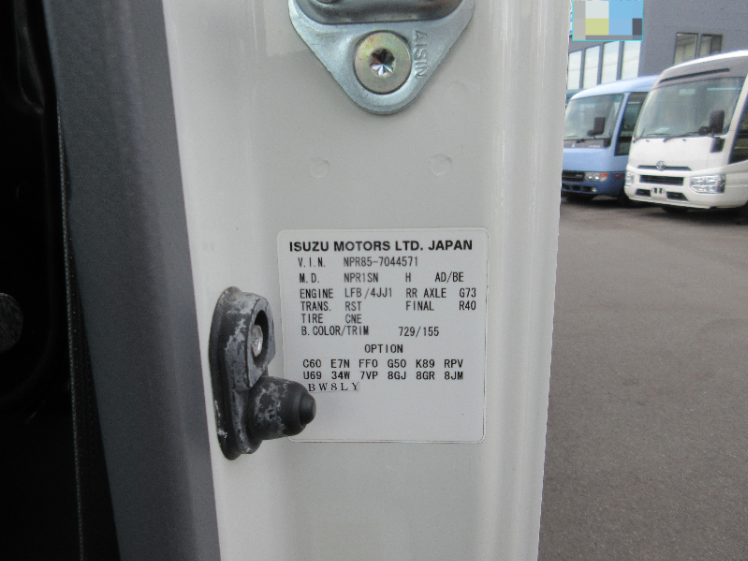 AISIN
ISUZU MOTORS LTD. JAPAN
V.I.N. NPR85-7044571
M.D. NPR1SN H AD/BE
ENGINE LFB/4JJ1 RR AXLE G73
TRANS. RST FINAL R40
TIRE CNE
B.COLOR/TRIM 729/155
OPTION
C60 E7N FF0 G50 K89 RPV
U69 34W 7VP 8GJ 8GR 8JM
BW8LY